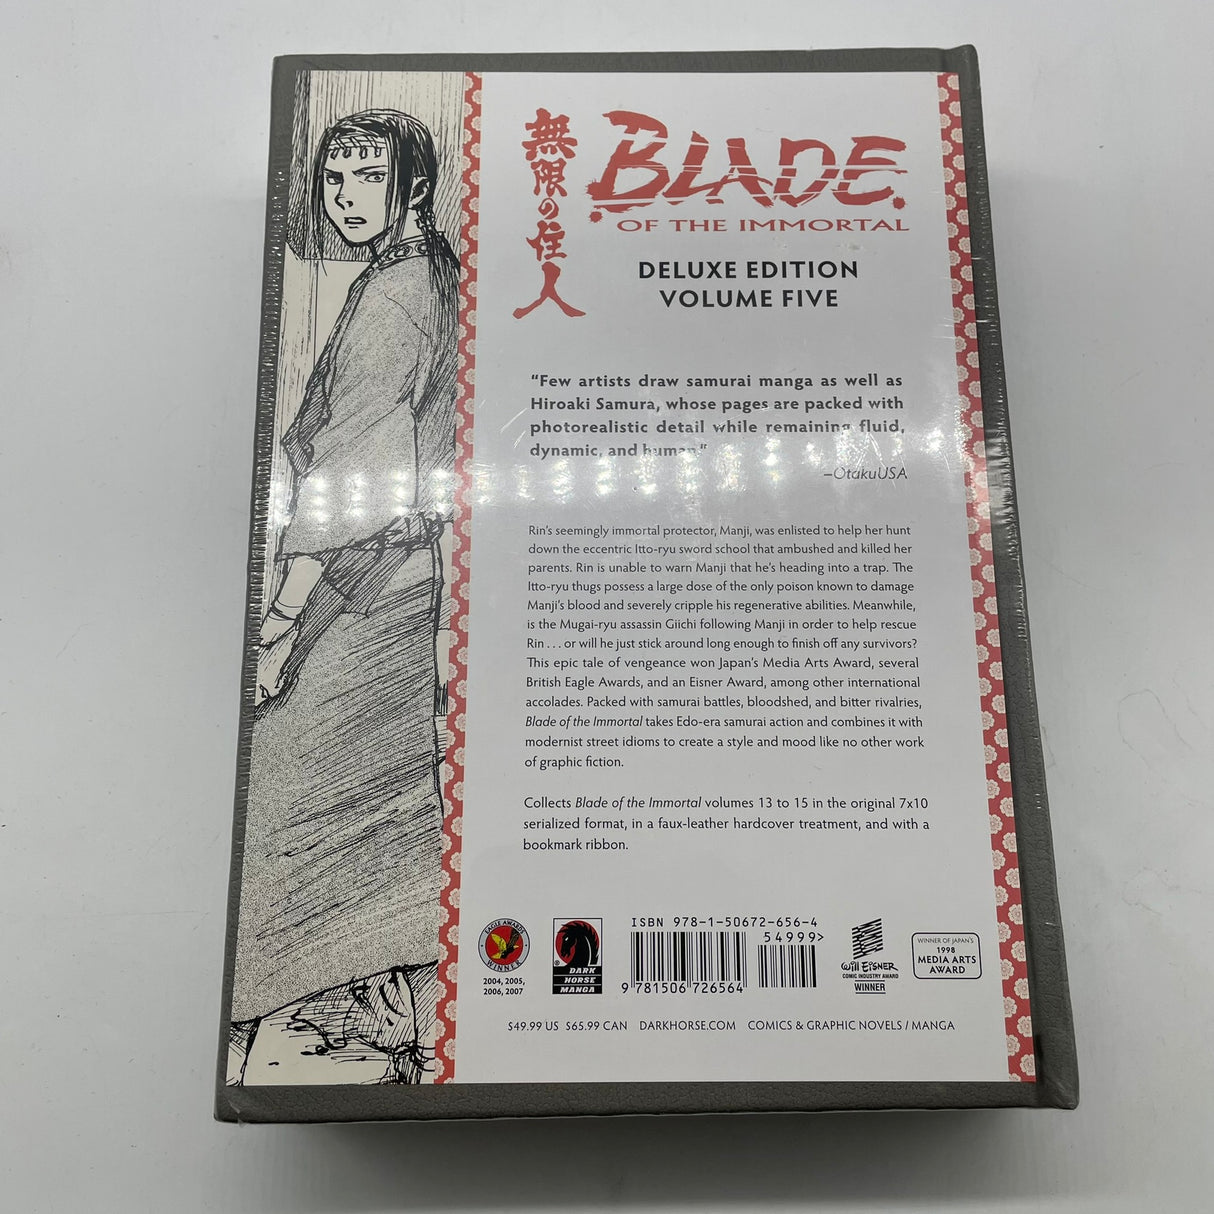 無限の住人
BLADE
OF THE IMMORTAL
DELUXE EDITION
VOLUME FIVE
“Few artists draw samurai manga as well as
Hiroaki Samura, whose pages are packed with
photorealistic detail while remaining fluid,
dynamic, and human.”
—OtakuUSA
Rin’s seemingly immortal protector, Manji, was enlisted to help her hunt
down the eccentric Itto-ryu sword school that ambushed and killed her
parents. Rin is unable to warn Manji that he’s heading into a trap. The
Itto-ryu thugs possess a large dose of the only poison known to damage
Manji’s blood and severely cripple his regenerative abilities. Meanwhile,
is the Mugai-ryu assassin Giichi following Manji in order to help rescue
Rin . . . or will he just stick around long enough to finish off any survivors?
This epic tale of vengeance won Japan’s Media Arts Award, several
British Eagle Awards, and an Eisner Award, among other international
accolades. Packed with samurai battles, bloodshed, and bitter rivalries,
Blade of the Immortal takes Edo-era samurai action and combines it with
modernist street idioms to create a style and mood like no other work
of graphic fiction.
Collects Blade of the Immortal volumes 13 to 15 in the original 7x10
serialized format, in a faux-leather hardcover treatment, and with a
bookmark ribbon.
EAGLE AWARDS
WINNER
2004, 2005,
2006, 2007
DARK
HORSE
MANGA
®
ISBN 978-1-50672-656-4
54999>
9 781506 726564
Will Eisner
COMIC INDUSTRY AWARD
WINNER
WINNER OF JAPAN'S
1998
MEDIA ARTS
AWARD
$49.99 US $65.99 CAN DARKHORSE.COM COMICS & GRAPHIC NOVELS / MANGA